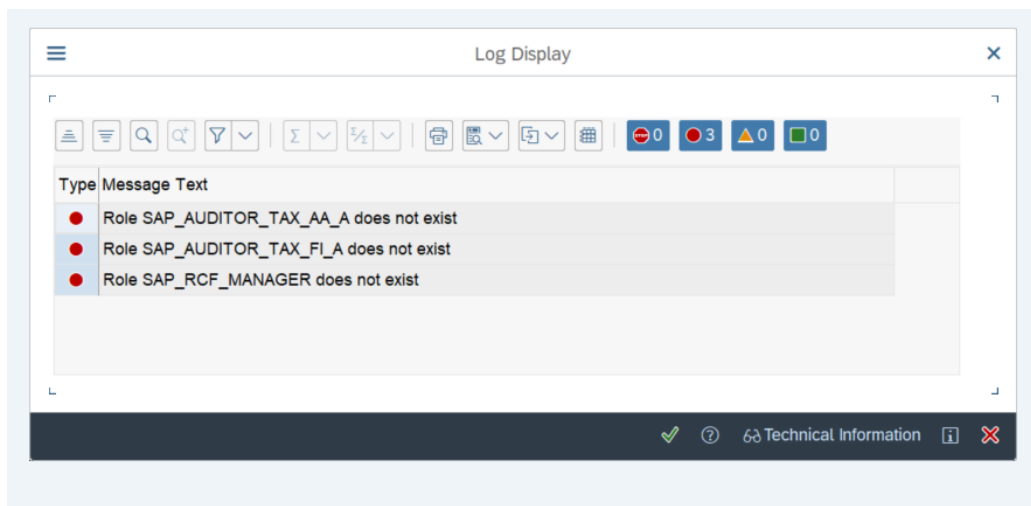 Log Display
STOP 0 3 0 0
Type Message Text
Role SAP_AUDITOR_TAX_AA_A does not exist
Role SAP_AUDITOR_TAX_FI_A does not exist
Role SAP_RCF_MANAGER does not exist
Technical Information